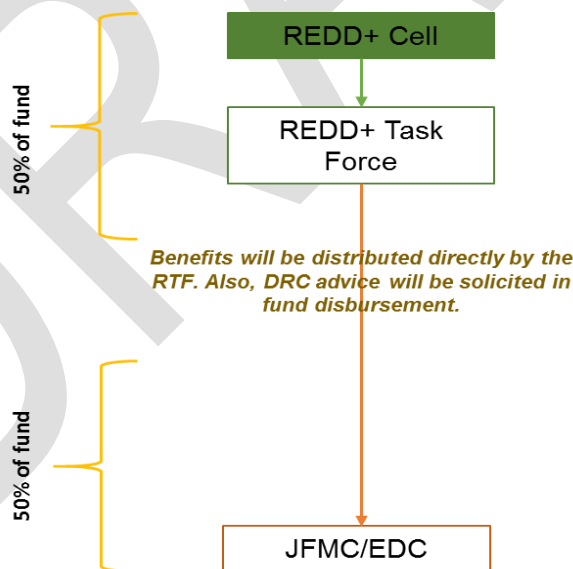 REDD+ Cell
50% of fund
REDD+ Task
Force
Benefits will be distributed directly by the
RTF. Also, DRC advice will be solicited in
fund disbursement.
50% of fund
JFMC/EDC